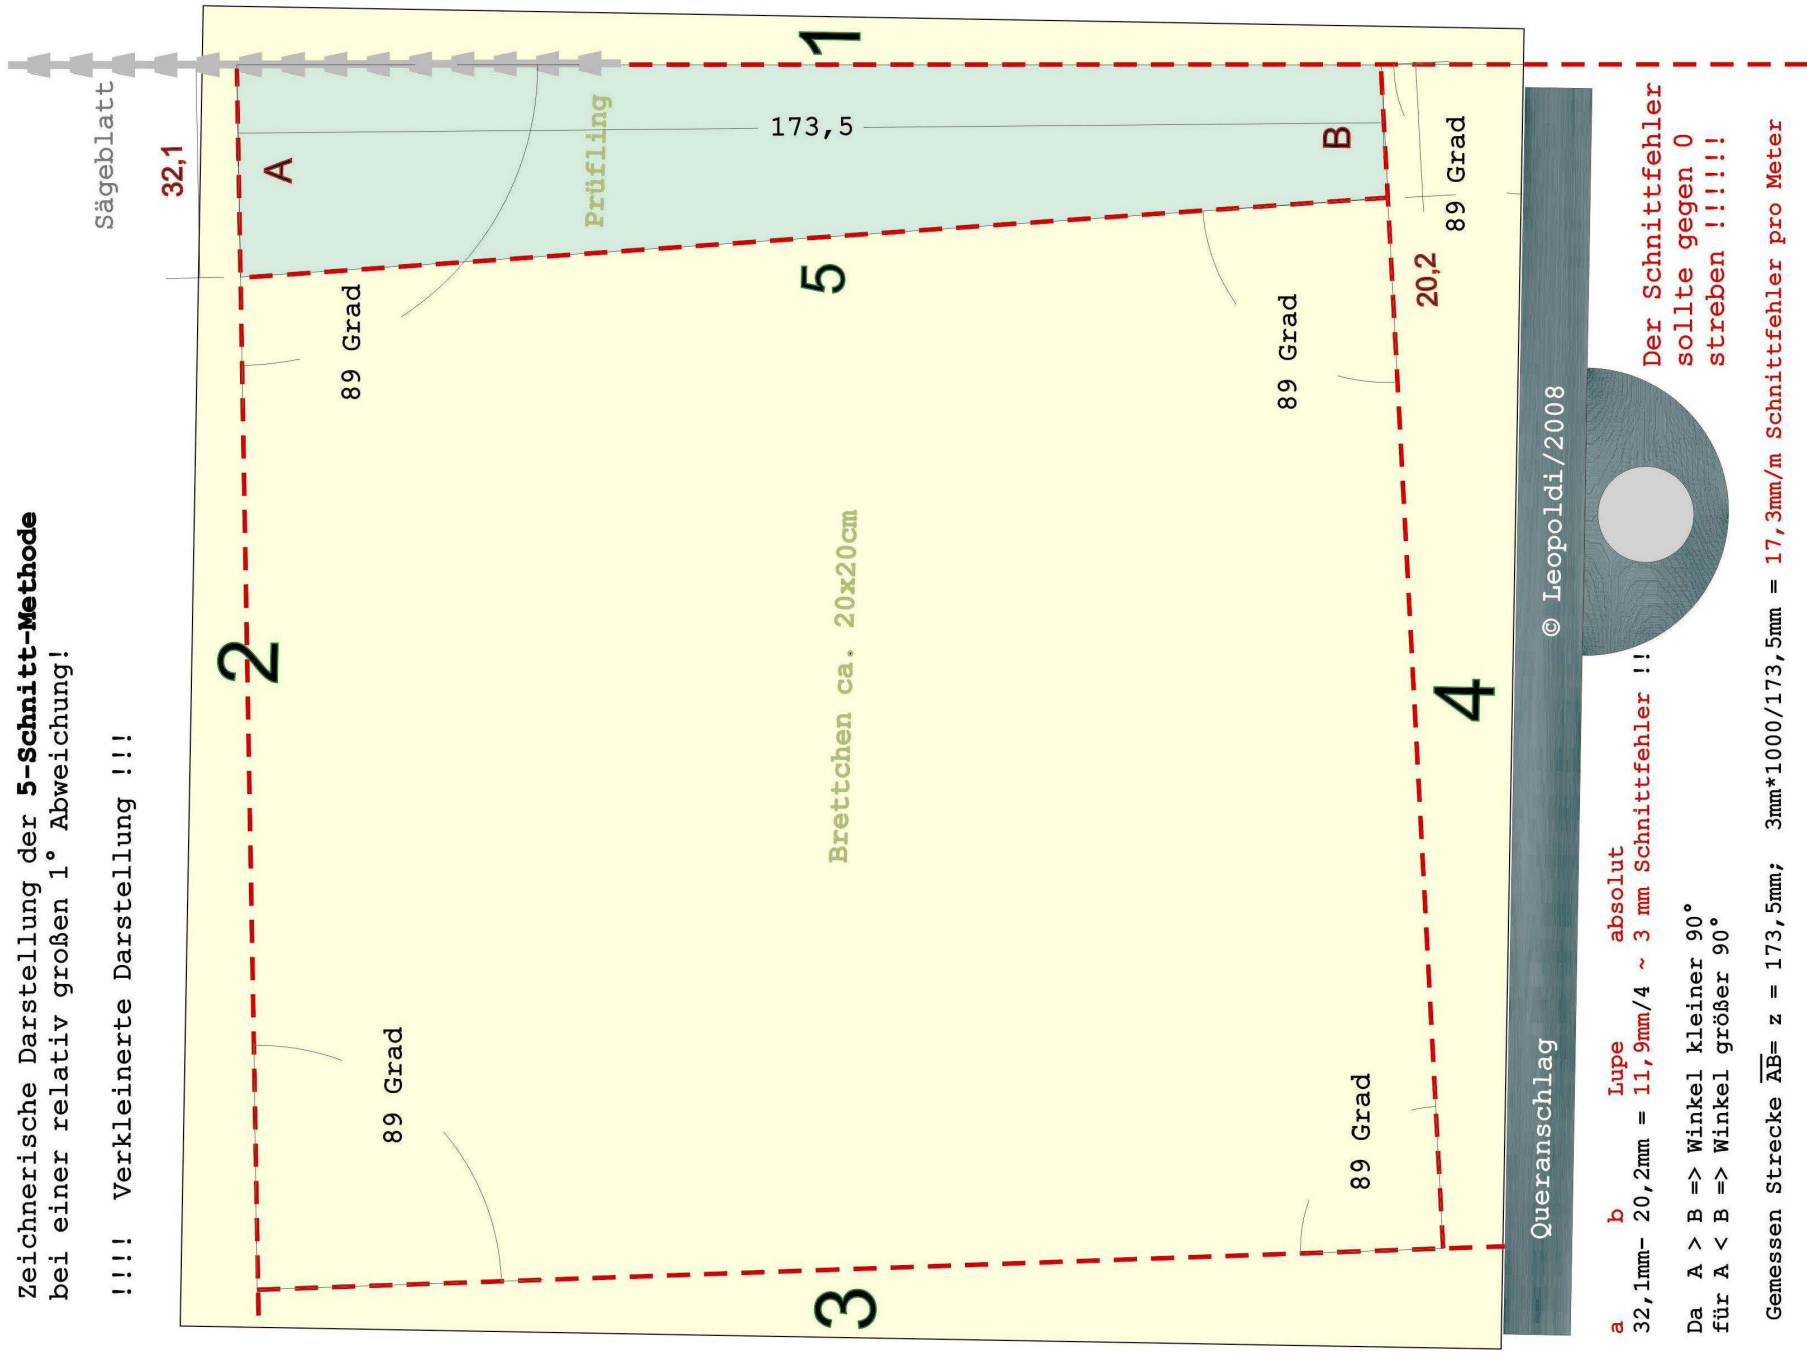 Zeichnerische Darstellung der 5-Schnitt-Methode
bei einer relativ großen 1° Abweichung!
!!!! Verkleinerte Darstellung !!!
Sägeblatt
32,1
A
2
89 Grad
89 Grad
Prüfling
173,5
1
5
Brettchen ca. 20x20cm
3
B
89 Grad
89 Grad
89 Grad
20,2
4
Queranschlag
© Leopoldi/2008
Der Schnittfehler
sollte gegen 0
streben !!!!!!
a b Lupe absolut
32,1mm- 20,2mm = 11,9mm/4 ~ 3 mm Schnittfehler !!
Da A > B => Winkel kleiner 90°
für A < B => Winkel größer 90°
Gemessen Strecke A̅B̅= z = 173,5mm; 3mm*1000/173,5mm = 17,3mm/m Schnittfehler pro Meter